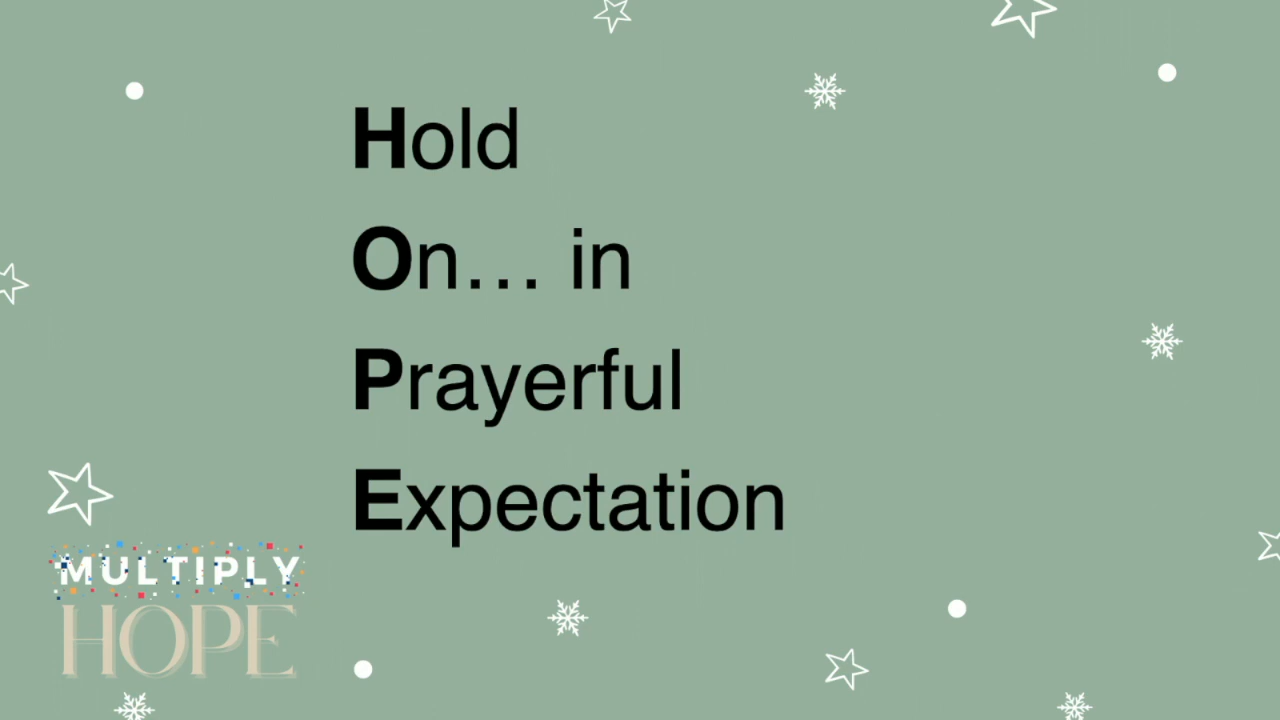 Hold
On... in
Prayerful
Expectation
MULTIPLY
HOPE